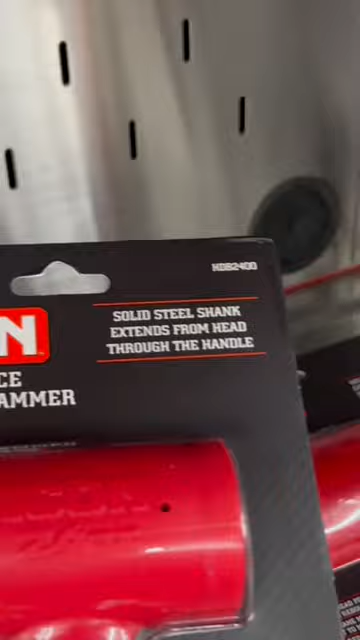 HDB2400
SOLID STEEL SHANK
EXTENDS FROM HEAD
THROUGH THE HANDLE
N
CE
AMMER